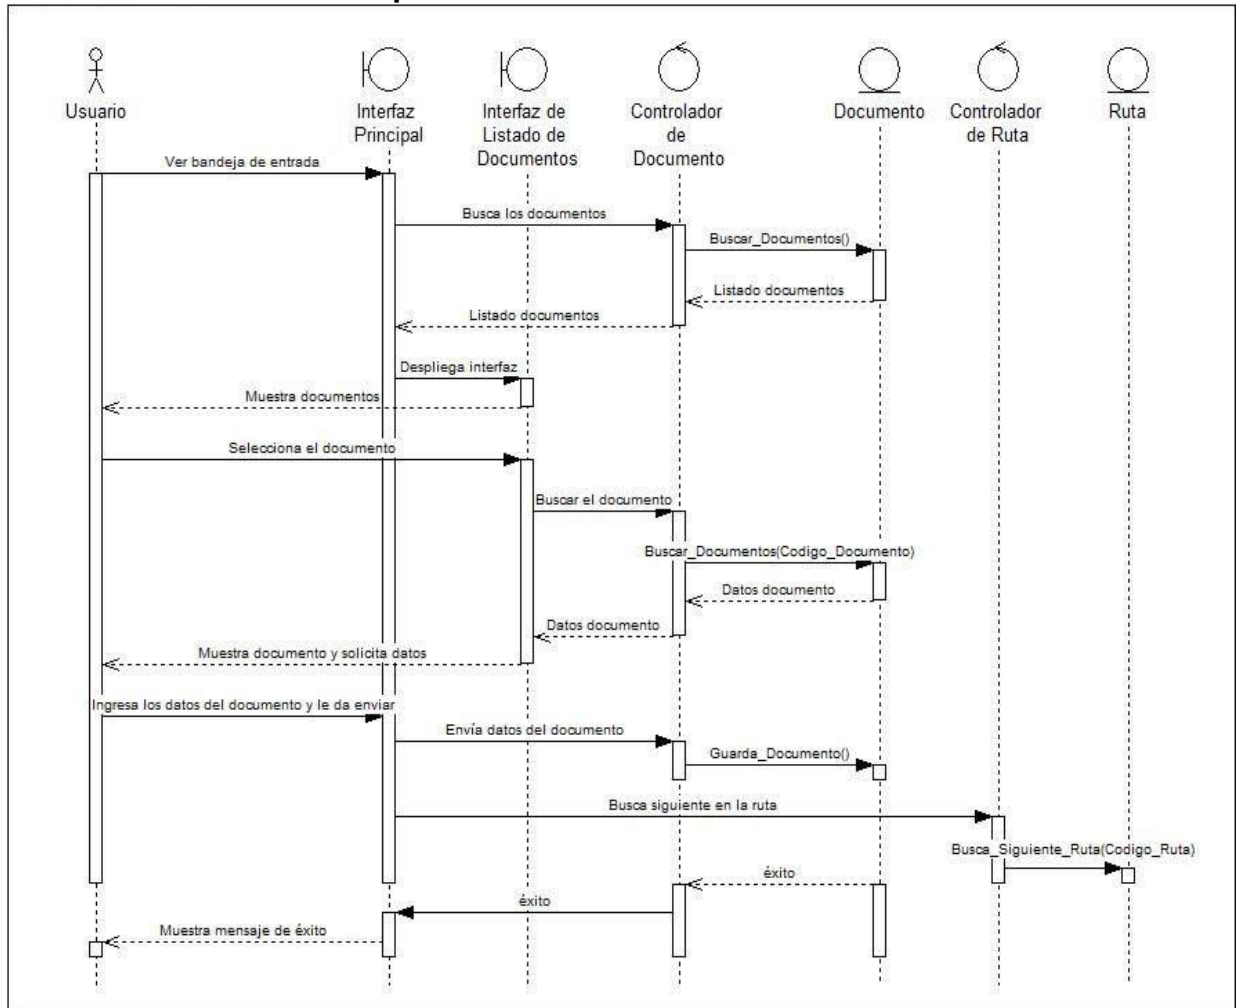 Usuario
Interfaz
Principal
Interfaz de
Listado de
Documentos
Controlador
de
Documento
Documento
Controlador
de Ruta
Ruta
Ver bandeja de entrada
Busca los documentos
Buscar_Documentos()
Listado documentos
Listado documentos
Despliega interfaz
Muestra documentos
Selecciona el documento
Buscar el documento
Buscar_Documentos(Codigo_Documento)
Datos documento
Datos documento
Muestra documento y solicita datos
Ingresa los datos del documento y le da enviar
Envía datos del documento
Guarda_Documento()
Busca siguiente en la ruta
Busca_Siguiente_Ruta(Codigo_Ruta)
éxito
éxito
Muestra mensaje de éxito